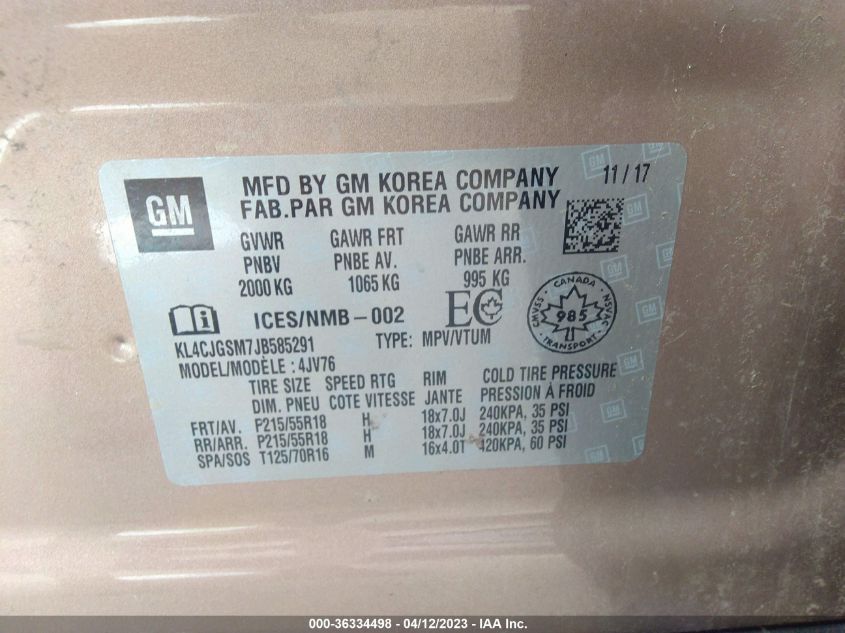 GM
MFD BY GM KOREA COMPANY 11/17
FAB.PAR GM KOREA COMPANY
GVWR GAWR FRT GAWR RR
PNBV PNBE AV. PNBE ARR.
2000 KG 1065 KG 995 KG
ICES/NMB-002 EC
CANADA
CMVSS 985 NSVAC
TRANSPORT
KL4CJGSM7JB585291 TYPE: MPV/VTUM
MODEL/MODÈLE: 4JV76
TIRE SIZE SPEED RTG RIM COLD TIRE PRESSURE
DIM. PNEU COTE VITESSE JANTE PRESSION À FROID
FRT/AV. P215/55R18 H 18x7.0J 240KPA, 35 PSI
RR/ARR. P215/55R18 H 18x7.0J 240KPA, 35 PSI
SPA/SOS T125/70R16 M 16x4.0T 420KPA, 60 PSI
000-36334498 - 04/12/2023 - IAA Inc.